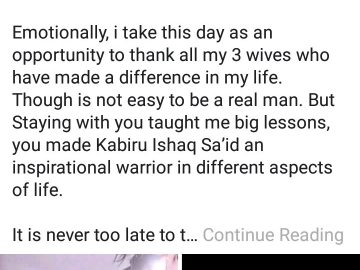 Emotionally, i take this day as an
opportunity to thank all my 3 wives who
have made a difference in my life.
Though is not easy to be a real man. But
Staying with you taught me big lessons,
you made Kabiru Ishaq Sa’id an
inspirational warrior in different aspects
of life.
It is never too late to t... Continue Reading